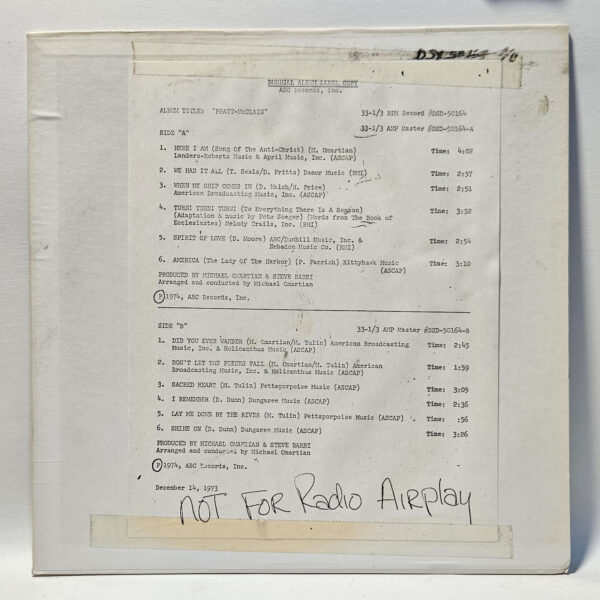 DSX 50164
DUNHILL ALBUM LABEL COPY
ABC Records, Inc.
ALBUM TITLE: "PRATT-McCLAIN" 33-1/3 RPM Record #DSD-50164
SIDE "A" 33-1/3 AMP Master #DSD-50164-A
1. HERE I AM (Song Of The Anti-Christ) (M. Omartian) Time: 4:02
Landers-Roberts Music & April Music, Inc. (ASCAP)
2. WE HAD IT ALL (T. Seals/D. Fritts) Danor Music (BMI) Time: 2:57
3. WHEN MY SHIP COMES IN (D. Walsh/H. Price) Time: 2:51
American Broadcasting Music, Inc. (ASCAP)
4. TURN! TURN! TURN! (To Everything There Is A Season) Time: 3:52
(Adaptation & music by Pete Seeger) (Words from The Book of
Ecclesiastes) Melody Trails, Inc. (BMI)
5. SPIRIT OF LOVE (D. Moore) ABC/Dunhill Music, Inc. & Time: 2:54
Hebadon Music Co. (BMI)
6. AMERICA (The Lady Of The Harbor) (P. Parrish) Kittyhawk Music Time: 3:10
(ASCAP)
PRODUCED BY MICHAEL OMARTIAN & STEVE BARRI
Arranged and conducted by Michael Omartian
Ⓟ1974, ABC Records, Inc.
SIDE "B" 33-1/3 AMP Master #DSD-50164-B
1. DID YOU EVER WANDER (M. Omartian/M. Tulin) American Broadcasting Time: 2:45
Music, Inc. & Holicanthus Music (ASCAP)
2. DON'T LET THE PIECES FALL (M. Omartian/M. Tulin) American Time: 1:59
Broadcasting Music, Inc. & Holicanthus Music (ASCAP)
3. SACRED HEART (M. Tulin) Pettsporpoise Music (ASCAP) Time: 3:05
4. I REMEMBER (D. Dunn) Dungaree Music (ASCAP) Time: 2:36
5. LAY ME DOWN BY THE RIVER (M. Tulin) Pettsporpoise Music (ASCAP) Time: :56
6. SHINE ON (D. Dunn) Dungaree Music (ASCAP) Time: 3:26
PRODUCED BY MICHAEL OMARTIAN & STEVE BARRI
Arranged and conducted by Michael Omartian
Ⓟ1974, ABC Records, Inc.
December 14, 1973
NOT FOR Radio AIRplay